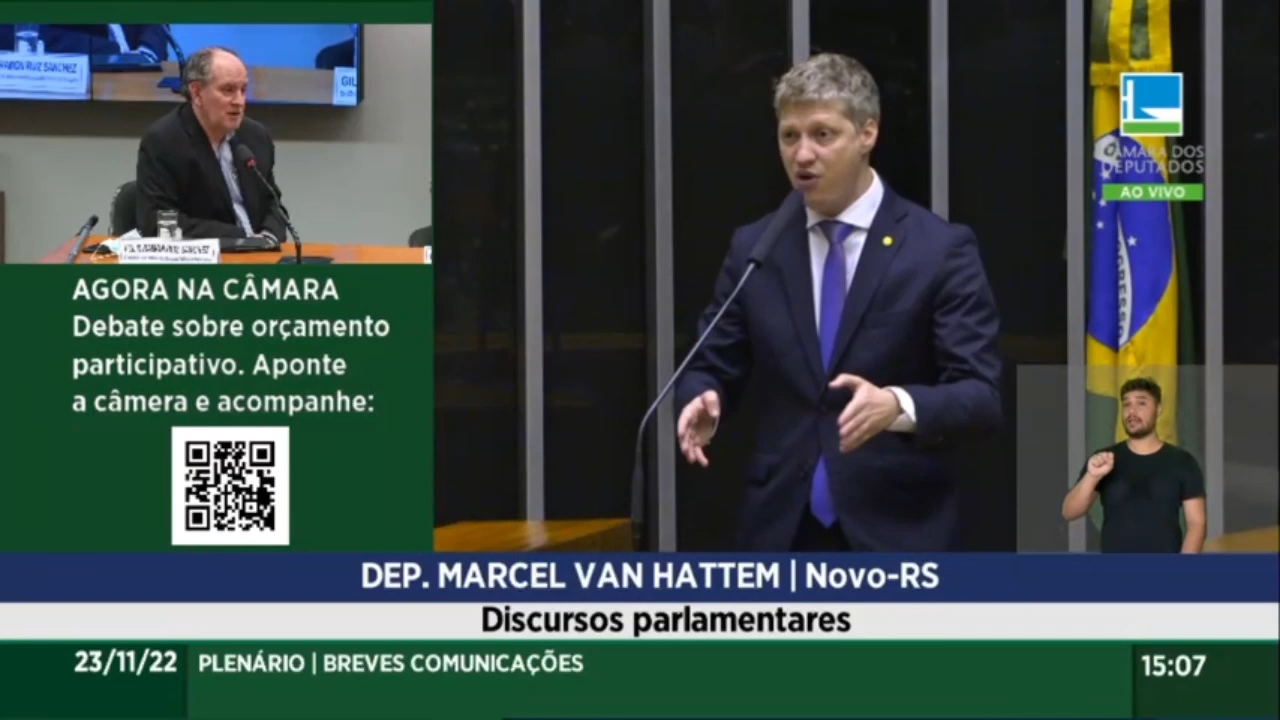 GIL
AGORA NA CÂMARA
Debate sobre orçamento
participativo. Aponte
a câmera e acompanhe:
CÂMARA DOS
DEPUTADOS
AO VIVO
DEP. MARCEL VAN HATTEM | Novo-RS
Discursos parlamentares
23/11/22
PLENÁRIO | BREVES COMUNICAÇÕES
15:07